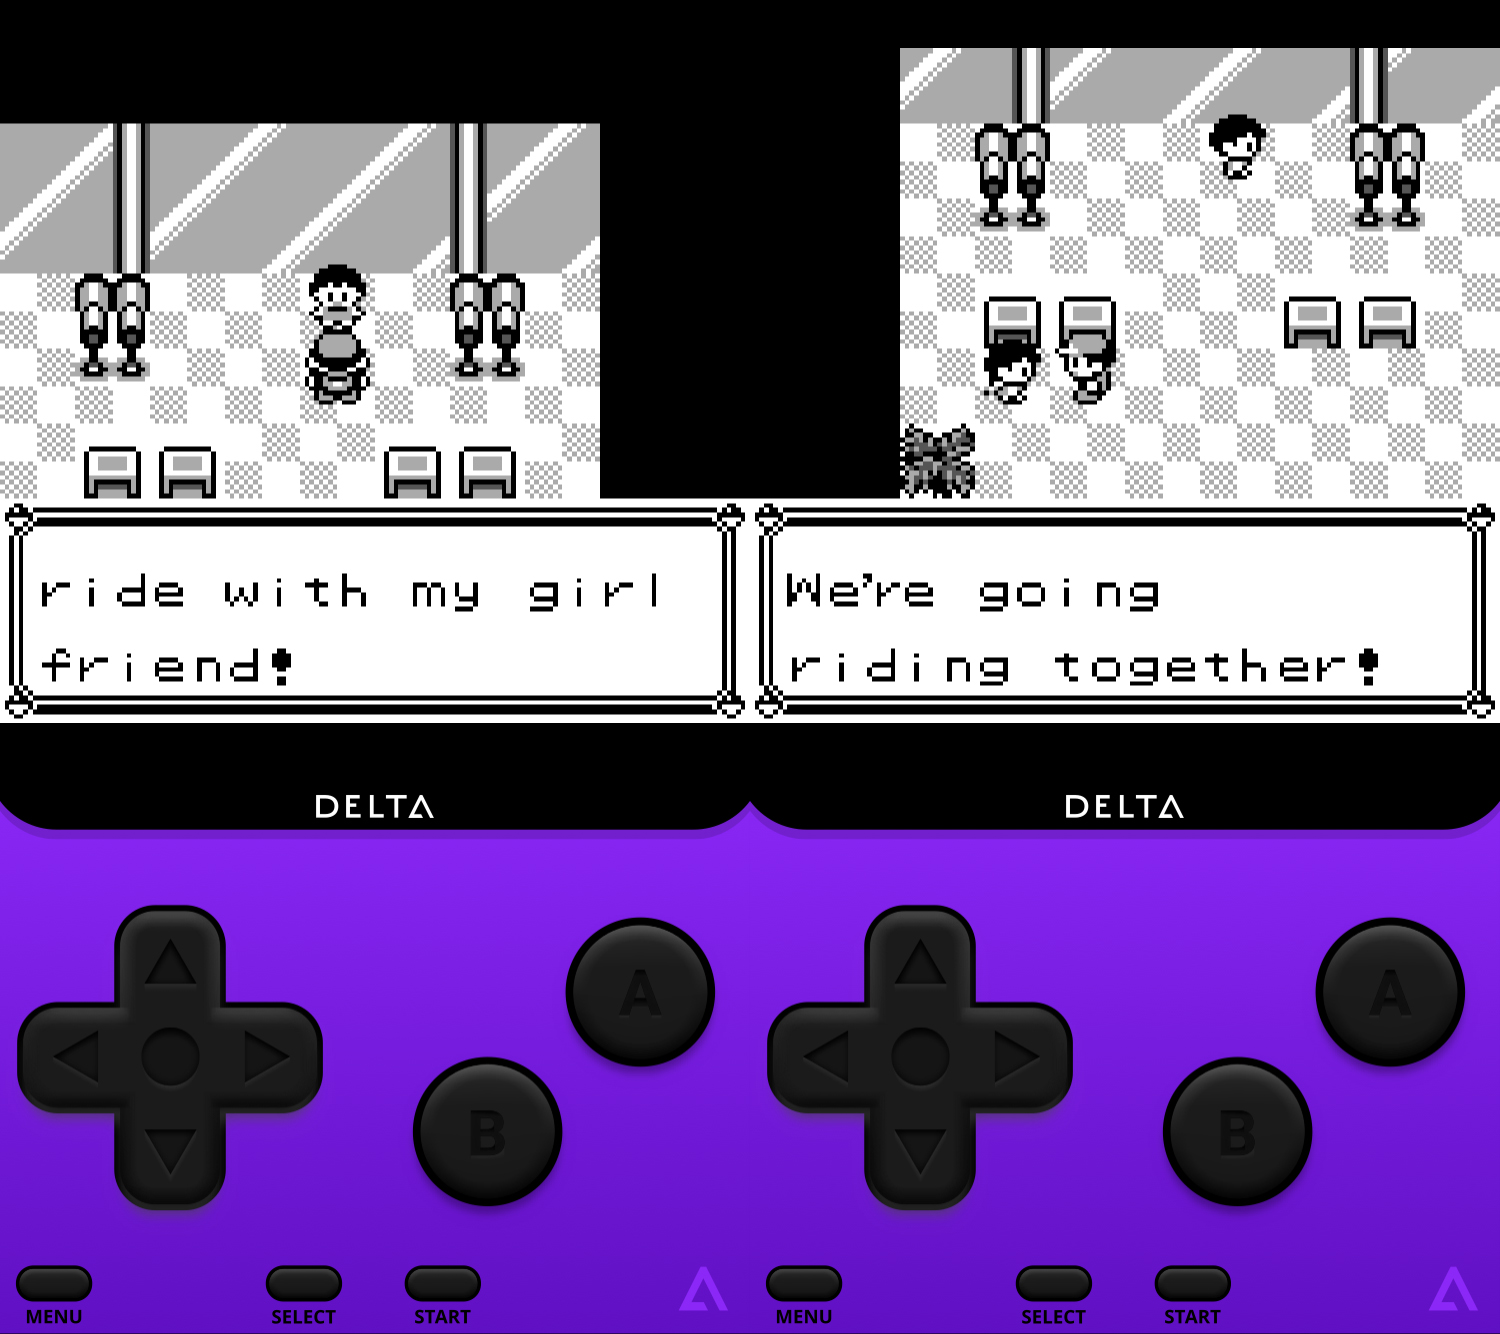 ride with my girl
friend!
We're going
riding together!
DELTA
DELTA
A
B
MENU
SELECT
START
A
B
MENU
SELECT
START